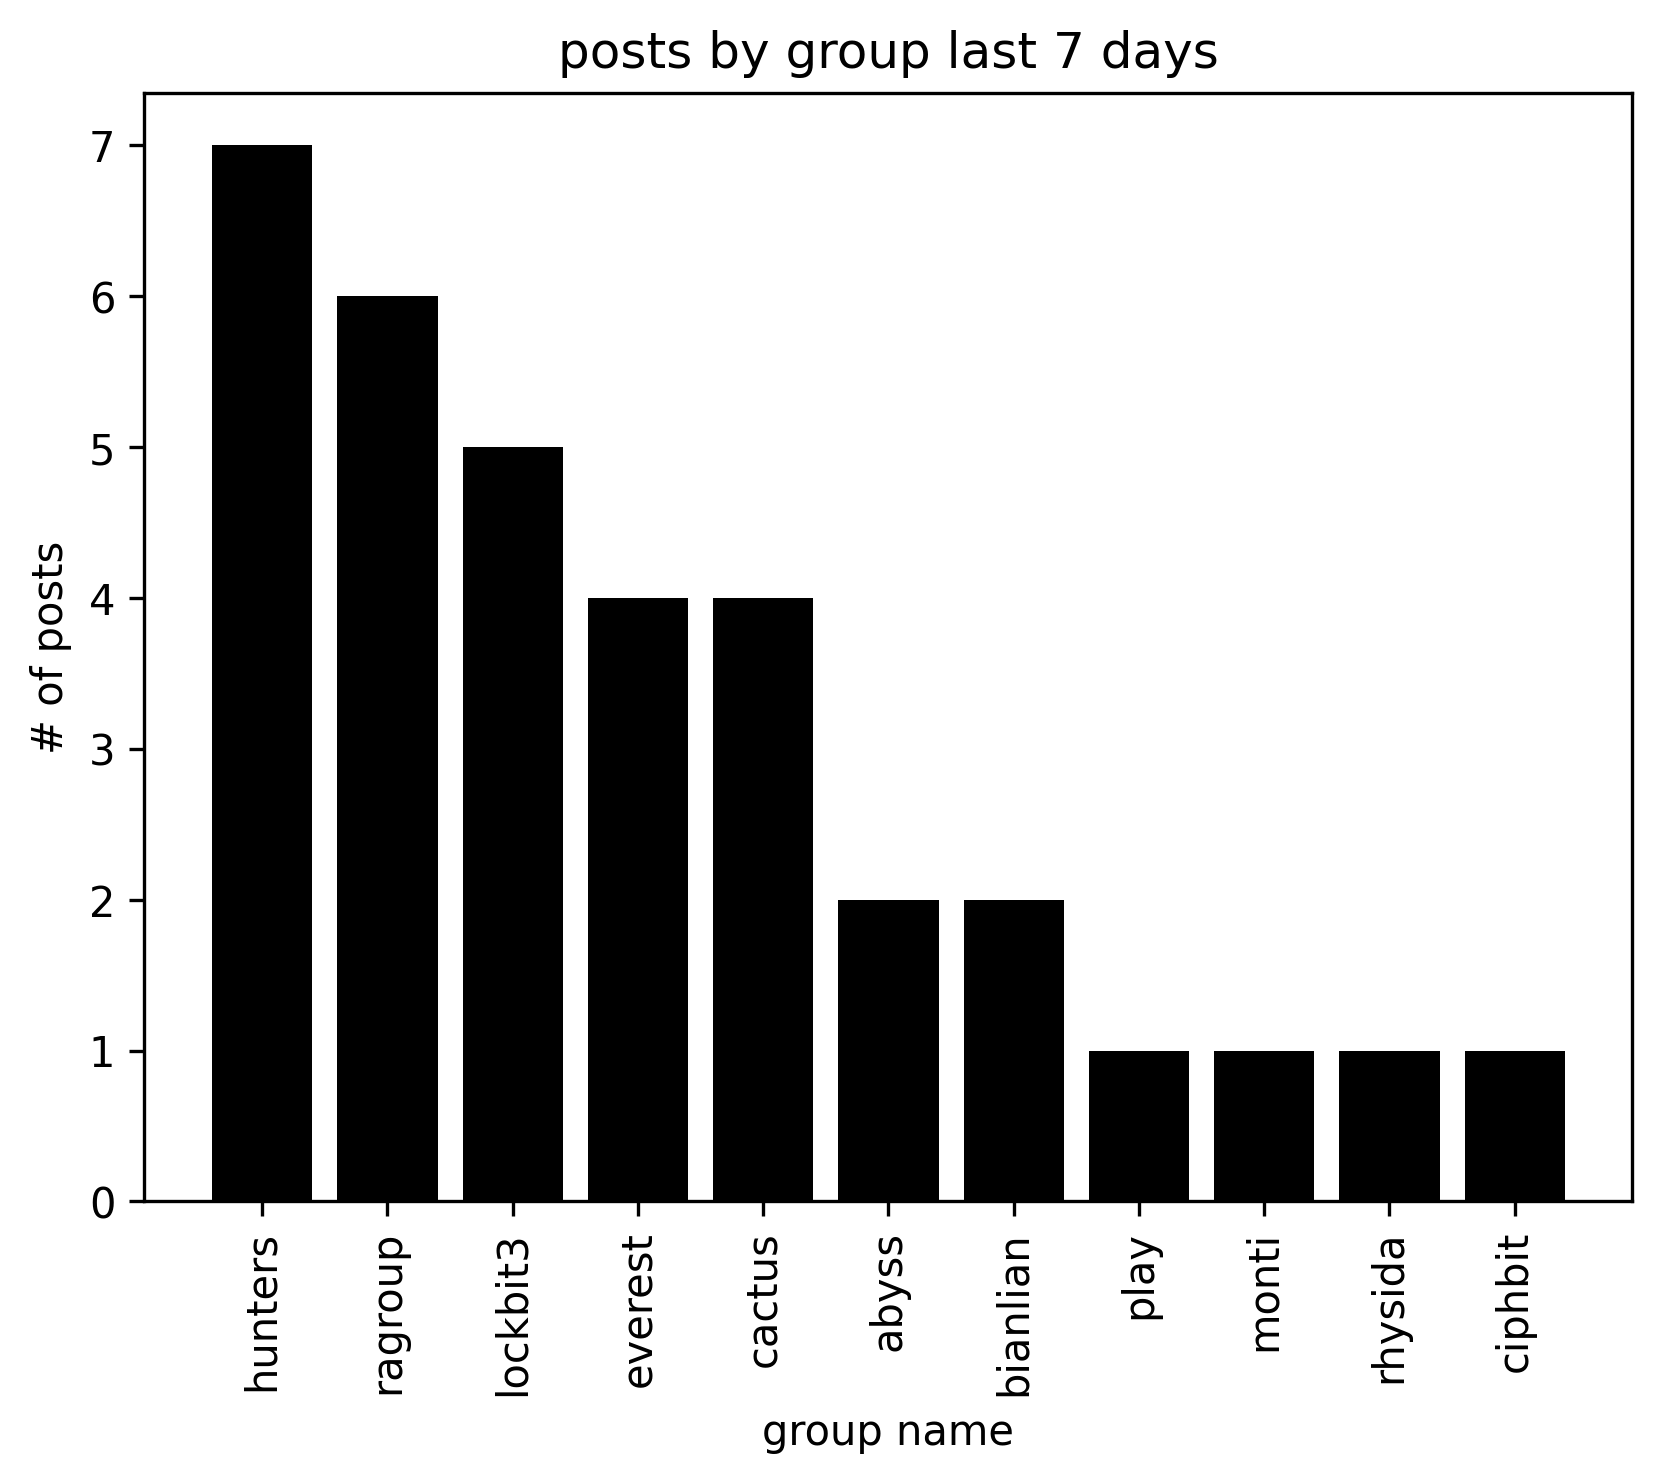 posts by group last 7 days
# of posts
7
6
5
4
3
2
1
0
hunters
ragroup
lockbit3
everest
cactus
abyss
bianlian
play
monti
rhysida
ciphbit
group name